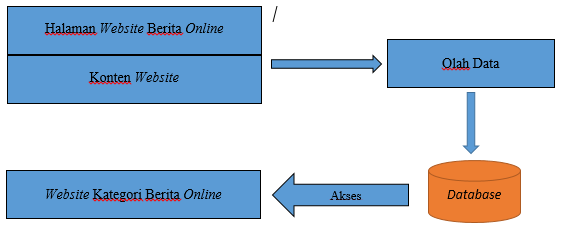 Halaman Website Berita Online
/
Konten Website
Olah Data
Website Kategori Berita Online
Akses
Database